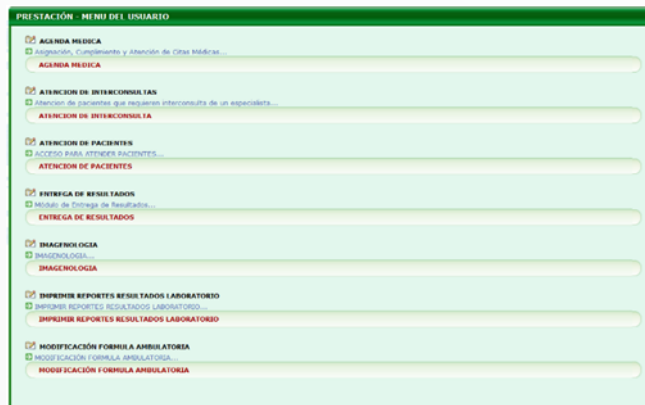 PRESTACIÓN - MENU DEL USUARIO
AGENDA MEDICA
Asignación, Cumplimiento y Atención de Citas Médicas...
AGENDA MEDICA
ATENCION DE INTERCONSULTAS
Atencion de pacientes que requieren interconsulta de un especialista...
ATENCION DE INTERCONSULTA
ATENCION DE PACIENTES
ACCESO PARA ATENDER PACIENTES...
ATENCION DE PACIENTES
ENTREGA DE RESULTADOS
Módulo de Entrega de Resultados...
ENTREGA DE RESULTADOS
IMAGENOLOGIA
IMAGENOLOGIA...
IMAGENOLOGIA
IMPRIMIR REPORTES RESULTADOS LABORATORIO
IMPRIMIR REPORTES RESULTADOS LABORATORIO...
IMPRIMIR REPORTES RESULTADOS LABORATORIO
MODIFICACIÓN FORMULA AMBULATORIA
MODIFICACIÓN FORMULA AMBULATORIA...
MODIFICACIÓN FORMULA AMBULATORIA